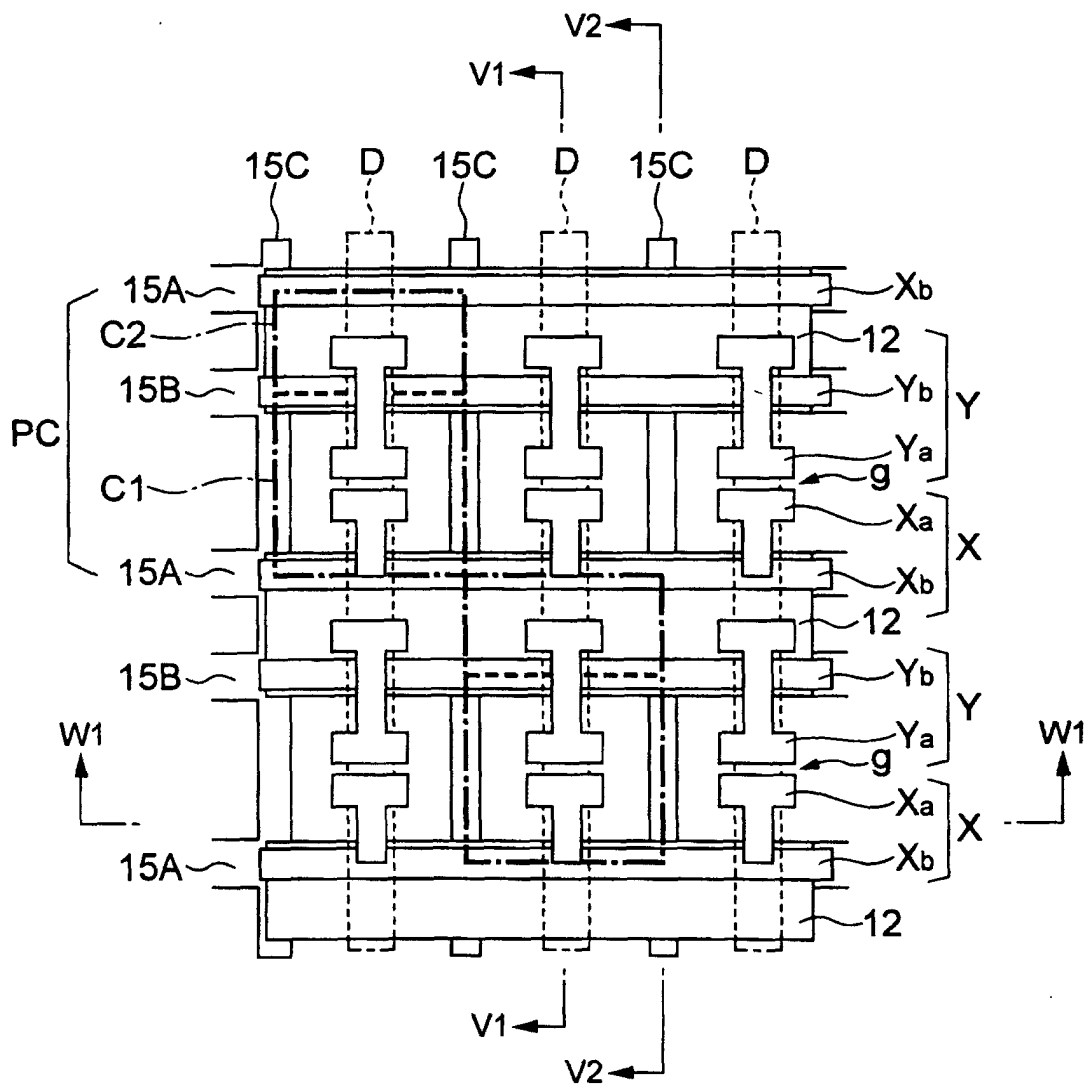 V2
V1
15C D 15C D 15C D
15A Xb
C2 12
15B Yb Y
PC Ya
C1 g
Xa X
15A Xb
12
15B Yb Y
W1 Ya W1
g
Xa X
15A Xb
12
V1
V2